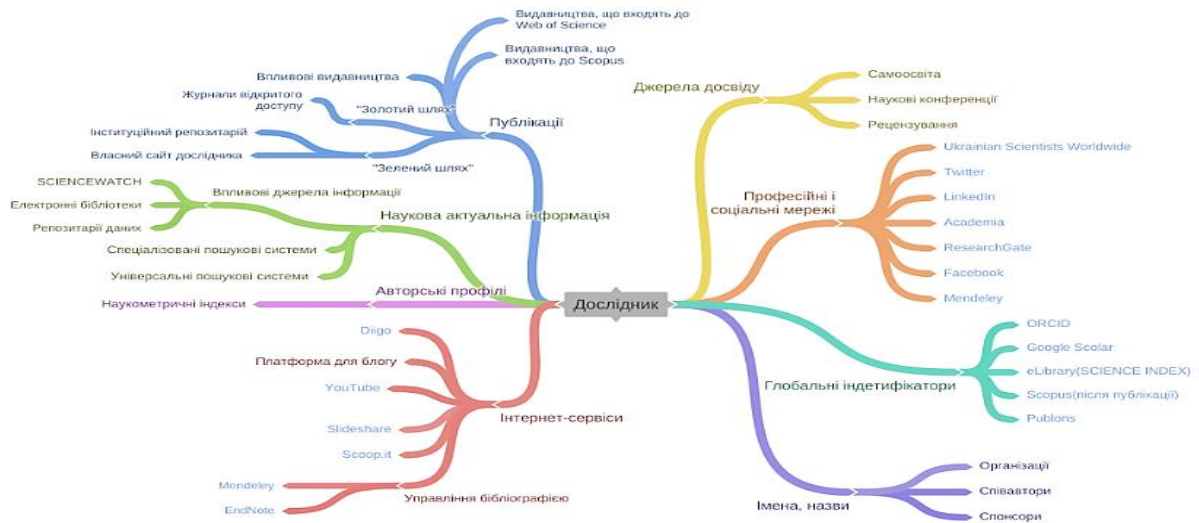 Видавництва, що входять до
Web of Science
Видавництва, що
входять до Scopus
Впливові видавництва
Журнали відкритого
доступу
"Золотий шлях"
Публікації
Інституційний репозитарій
Власний сайт дослідника
"Зелений шлях"
SCIENCEWATCH
Впливові джерела інформації
Електронні бібліотеки
Репозитарії даних
Наукова актуальна інформація
Спеціалізовані пошукові системи
Універсальні пошукові системи
Авторські профілі
Наукометричні індекси
Дослідник
Diigo
Платформа для блогу
YouTube
Інтернет-сервіси
Slideshare
Scoop.it
Mendeley
Управління бібліографією
EndNote
Джерела досвіду
Самоосвіта
Наукові конференції
Рецензування
Професійні і
соціальні мережі
Ukrainian Scientists Worldwide
Twitter
LinkedIn
Academia
ResearchGate
Facebook
Mendeley
Глобальні індетифікатори
ORCID
Google Scolar
eLibrary(SCIENCE INDEX)
Scopus(після публікації)
Publons
Імена, назви
Організації
Співавтори
Спонсори